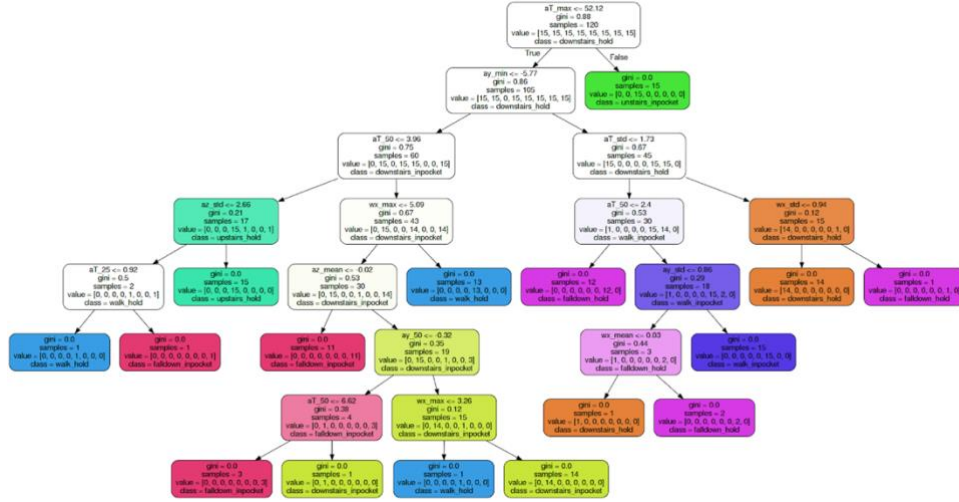 aT_max <= 52.12
gini = 0.88
samples = 120
value = [15, 15, 15, 15, 15, 15, 15, 15]
class = downstairs_hold
True
False
ay_min <= -5.77
gini = 0.86
samples = 105
value = [15, 15, 0, 15, 15, 15, 15, 15]
class = downstairs_hold
gini = 0.0
samples = 15
value = [0, 0, 15, 0, 0, 0, 0, 0]
class = unstairs_inpocket
aT_50 <= 3.96
gini = 0.75
samples = 60
value = [0, 15, 0, 15, 15, 0, 0, 15]
class = downstairs_inpocket
aT_std <= 1.73
gini = 0.67
samples = 45
value = [15, 0, 0, 0, 0, 15, 15, 0]
class = downstairs_hold
az_std <= 2.66
gini = 0.21
samples = 17
value = [0, 0, 0, 15, 1, 0, 0, 1]
class = upstairs_hold
wx_max <= 5.09
gini = 0.67
samples = 43
value = [0, 15, 0, 0, 14, 0, 0, 14]
class = downstairs_inpocket
aT_50 <= 2.4
gini = 0.53
samples = 30
value = [1, 0, 0, 0, 0, 15, 14, 0]
class = walk_inpocket
wx_std <= 0.94
gini = 0.12
samples = 15
value = [14, 0, 0, 0, 0, 0, 1, 0]
class = downstairs_hold
aT_25 <= 0.92
gini = 0.5
samples = 2
value = [0, 0, 0, 0, 1, 0, 0, 1]
class = walk_hold
gini = 0.0
samples = 15
value = [0, 0, 0, 15, 0, 0, 0, 0]
class = upstairs_hold
az_mean <= -0.02
gini = 0.53
samples = 30
value = [0, 15, 0, 0, 1, 0, 0, 14]
class = downstairs_inpocket
gini = 0.0
samples = 13
value = [0, 0, 0, 0, 13, 0, 0, 0]
class = walk_hold
gini = 0.0
samples = 12
value = [0, 0, 0, 0, 0, 0, 12, 0]
class = falldown_hold
ay_std <= 0.86
gini = 0.29
samples = 18
value = [1, 0, 0, 0, 0, 15, 2, 0]
class = walk_inpocket
gini = 0.0
samples = 14
value = [14, 0, 0, 0, 0, 0, 0, 0]
class = downstairs_hold
gini = 0.0
samples = 1
value = [0, 0, 0, 0, 0, 0, 1, 0]
class = falldown_hold
gini = 0.0
samples = 1
value = [0, 0, 0, 0, 1, 0, 0, 0]
class = walk_hold
gini = 0.0
samples = 1
value = [0, 0, 0, 0, 0, 0, 0, 1]
class = falldown_inpocket
gini = 0.0
samples = 11
value = [0, 0, 0, 0, 0, 0, 0, 11]
class = falldown_inpocket
ay_50 <= -0.32
gini = 0.35
samples = 19
value = [0, 15, 0, 0, 1, 0, 0, 3]
class = downstairs_inpocket
wx_mean <= 0.03
gini = 0.44
samples = 3
value = [1, 0, 0, 0, 0, 0, 2, 0]
class = falldown_hold
gini = 0.0
samples = 15
value = [0, 0, 0, 0, 0, 15, 0, 0]
class = walk_inpocket
aT_50 <= 6.62
gini = 0.38
samples = 4
value = [0, 1, 0, 0, 0, 0, 0, 3]
class = falldown_inpocket
wx_max <= 3.26
gini = 0.12
samples = 15
value = [0, 14, 0, 0, 1, 0, 0, 0]
class = downstairs_inpocket
gini = 0.0
samples = 1
value = [1, 0, 0, 0, 0, 0, 0, 0]
class = downstairs_hold
gini = 0.0
samples = 2
value = [0, 0, 0, 0, 0, 0, 2, 0]
class = falldown_hold
gini = 0.0
samples = 3
value = [0, 0, 0, 0, 0, 0, 0, 3]
class = falldown_inpocket
gini = 0.0
samples = 1
value = [0, 1, 0, 0, 0, 0, 0, 0]
class = downstairs_inpocket
gini = 0.0
samples = 1
value = [0, 0, 0, 0, 1, 0, 0, 0]
class = walk_hold
gini = 0.0
samples = 14
value = [0, 14, 0, 0, 0, 0, 0, 0]
class = downstairs_inpocket